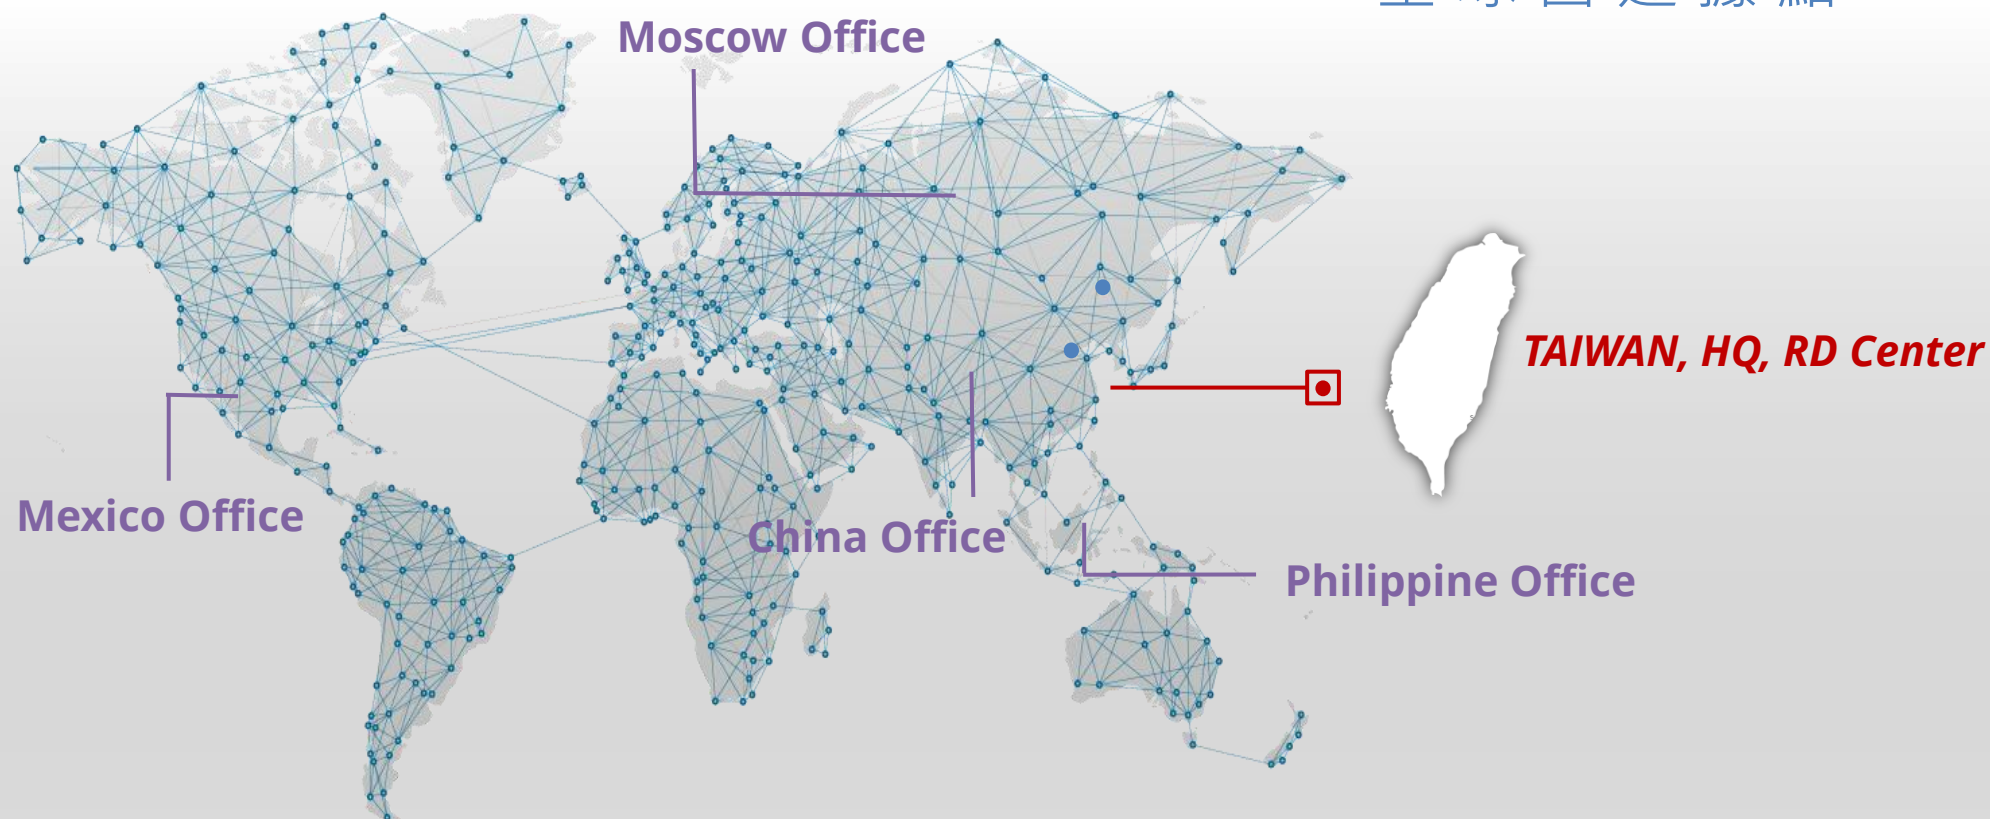 Moscow Office
TAIWAN, HQ, RD Center
Mexico Office
China Office
Philippine Office